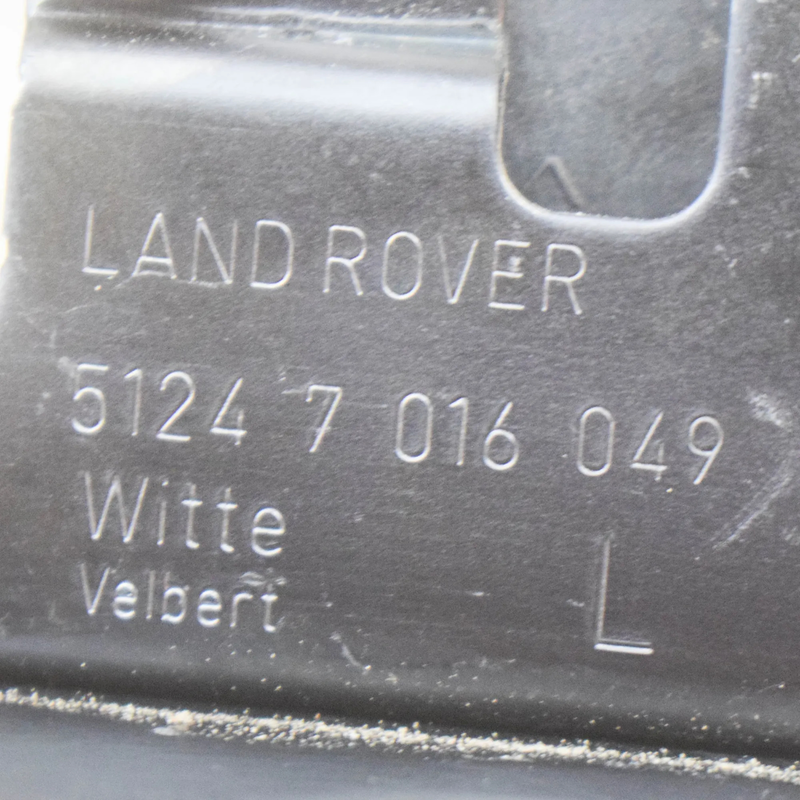 LAND ROVER
5124 7 016 049
Witte
Velbert
L